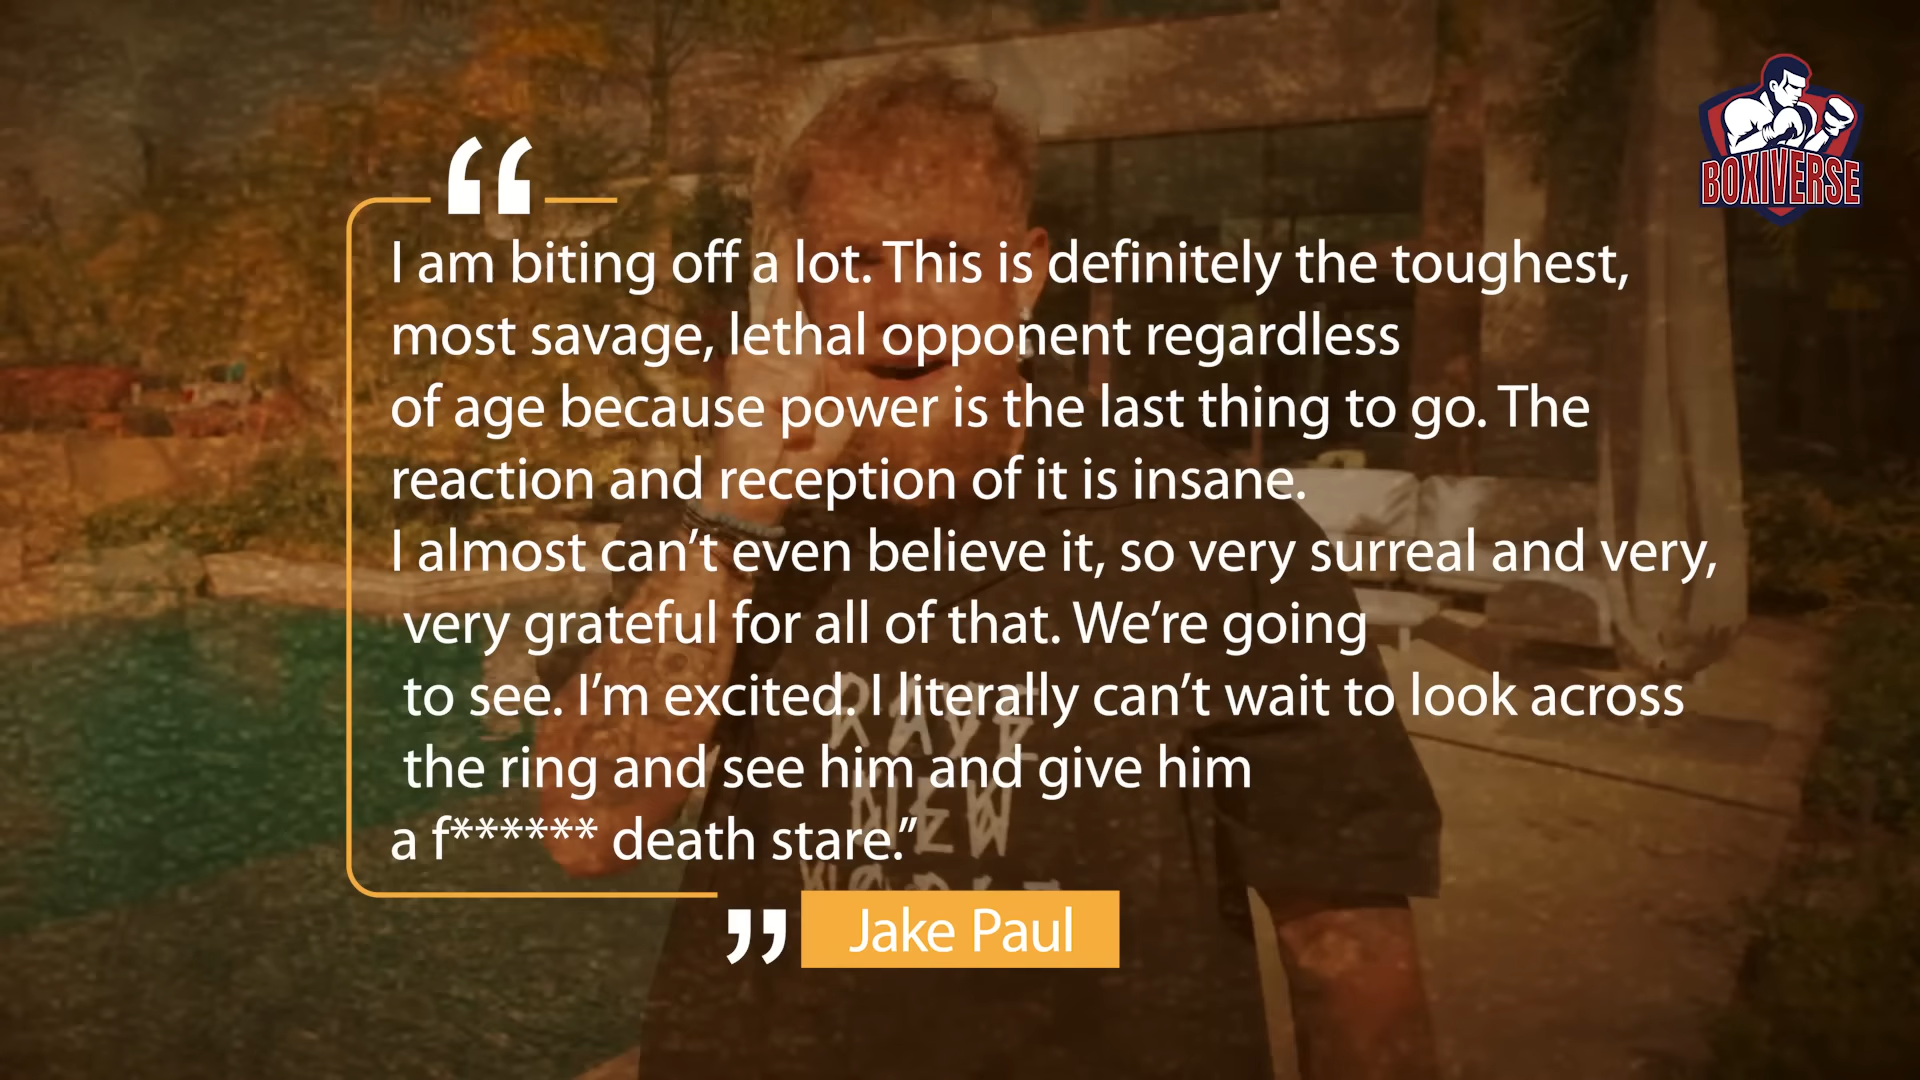 BOXIVERSE
“
I am biting off a lot. This is definitely the toughest,
most savage, lethal opponent regardless
of age because power is the last thing to go. The
reaction and reception of it is insane.
I almost can’t even believe it, so very surreal and very,
very grateful for all of that. We’re going
to see. I’m excited. I literally can’t wait to look across
the ring and see him and give him
a f****** death stare.”
” Jake Paul
RAVE
NEW